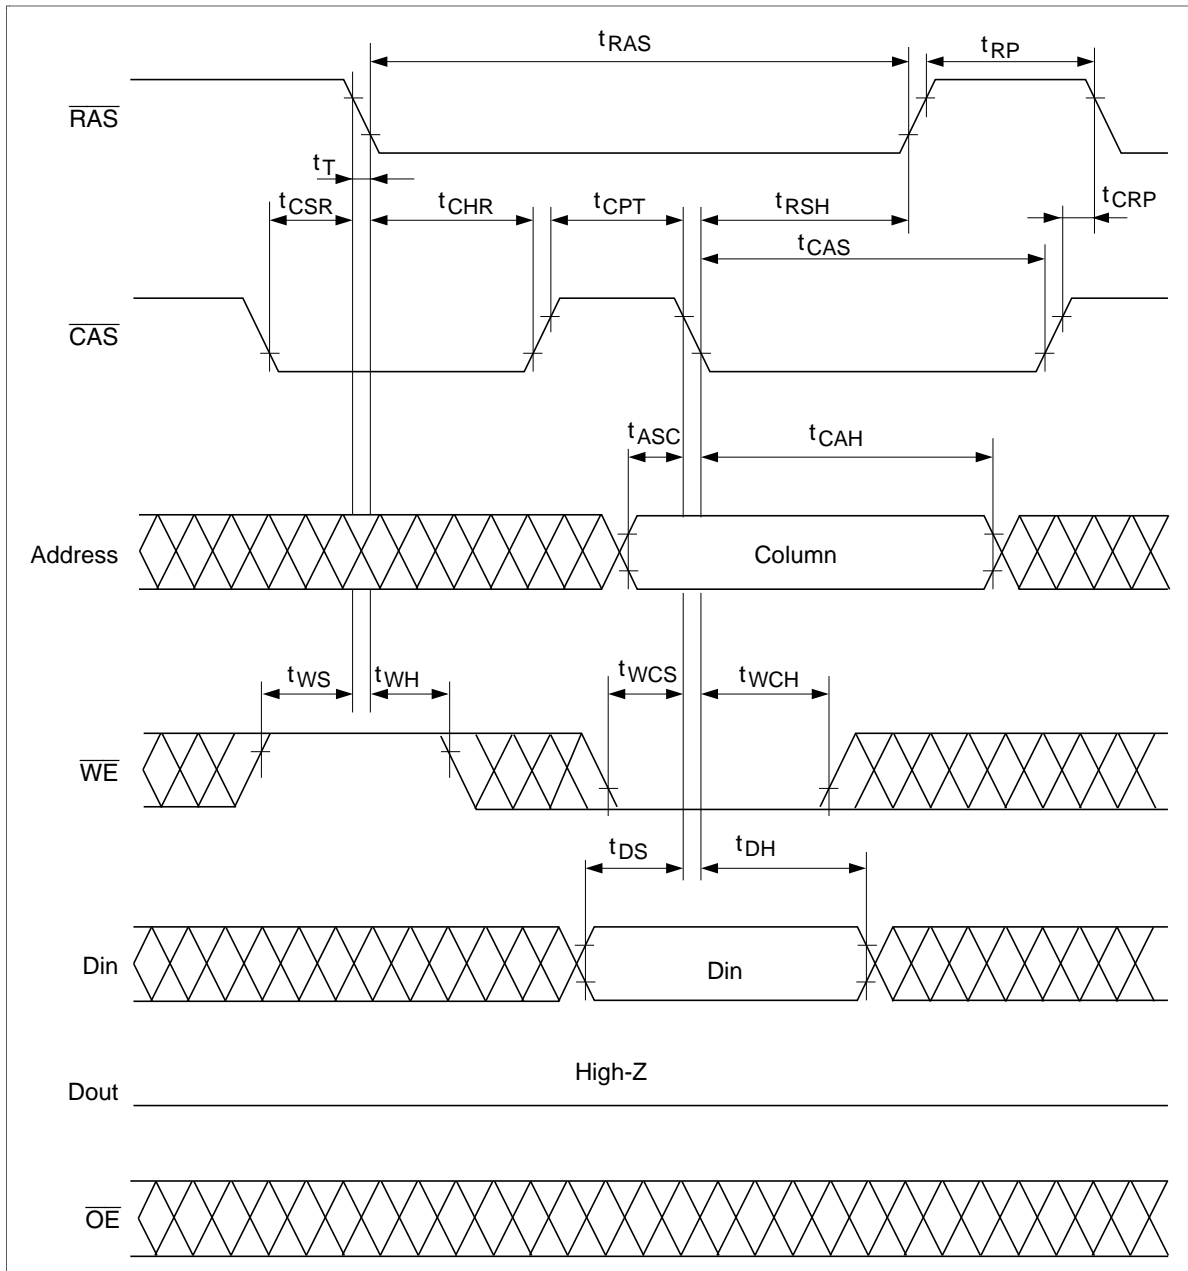 tRAS
tRP
RAS
tT
tCSR
tCHR
tCPT
tRSH
tCRP
tCAS
CAS
tASC
tCAH
Address
Column
tWS
tWH
tWCS
tWCH
WE
tDS
tDH
Din
Din
High-Z
Dout
OE